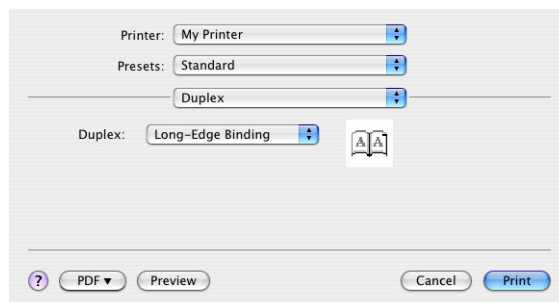 Printer: My Printer
Presets: Standard
Duplex
Duplex: Long-Edge Binding
A A
? PDF▼ Preview Cancel Print